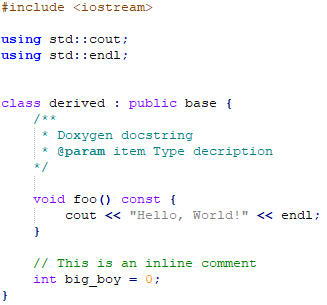 #include <iostream>
using std::cout;
using std::endl;
class derived : public base {
/**
* Doxygen docstring
* @param item Type decription
*/
void foo() const {
cout << "Hello, World!" << endl;
}
// This is an inline comment
int big_boy = 0;
}